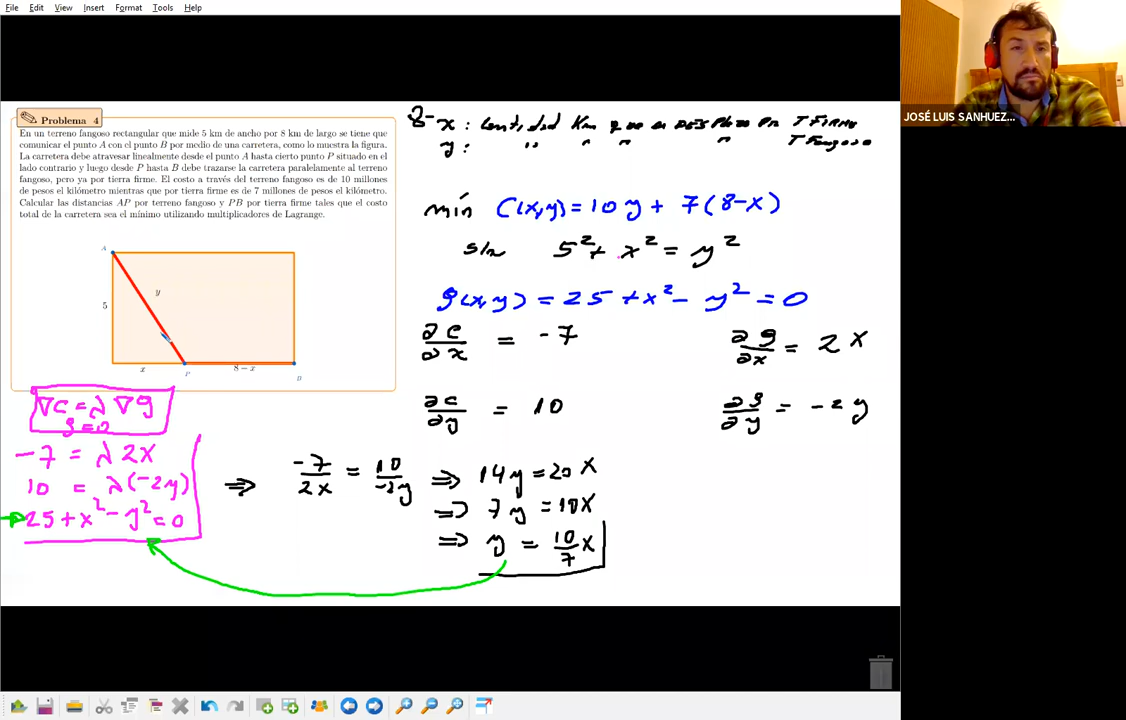 File Edit View Insert Format Tools Help
JOSÉ LUIS SANHUEZ...
Problema 4
En un terreno fangoso rectangular que mide 5 km de ancho por 8 km de largo se tiene que
comunicar el punto A con el punto B por medio de una carretera, como lo muestra la figura.
La carretera debe atravesar linealmente desde el punto A hasta cierto punto P situado en el
lado contrario y luego desde P hasta B debe trazarse la carretera paralelamente al terreno
fangoso, pero ya por tierra firme. El costo a través del terreno fangoso es de 10 millones
de pesos el kilómetro mientras que por tierra firme es de 7 millones de pesos el kilómetro.
Calcular las distancias AP por terreno fangoso y PB por tierra firme tales que el costo
total de la carretera sea el mínimo utilizando multiplicadores de Lagrange.
A
y
5
x
P
8 − x
B
8-x : Cantidad Km que se DESPLAZA en T FIRME
y : " " " " T Fangoso
mín C(x,y) = 10y + 7(8-x)
s/a 5² + x² = y²
g(x,y) = 25 + x² - y² = 0
∂C/∂x = -7
∂g/∂x = 2x
∂C/∂y = 10
∂g/∂y = -2y
∇C = λ∇g
g=0
-7 = λ2x
10 = λ(-2y)
25 + x² - y² = 0
⇒ -7/2x = 10/-2y ⇒ 14y = 20x
⇒ 7y = 10x
⇒ y = 10/7 x